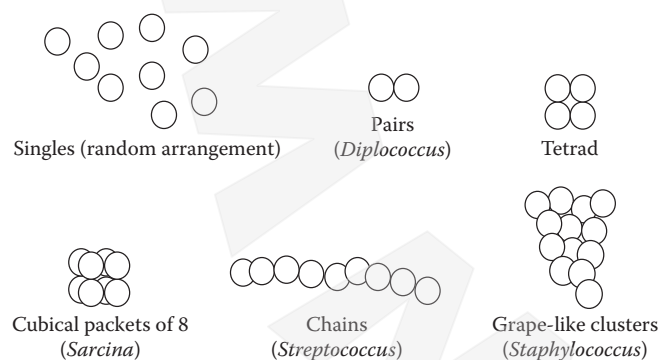 Singles (random arrangement)
Pairs
(Diplococcus)
Tetrad
Cubical packets of 8
(Sarcina)
Chains
(Streptococcus)
Grape-like clusters
(Staphylococcus)